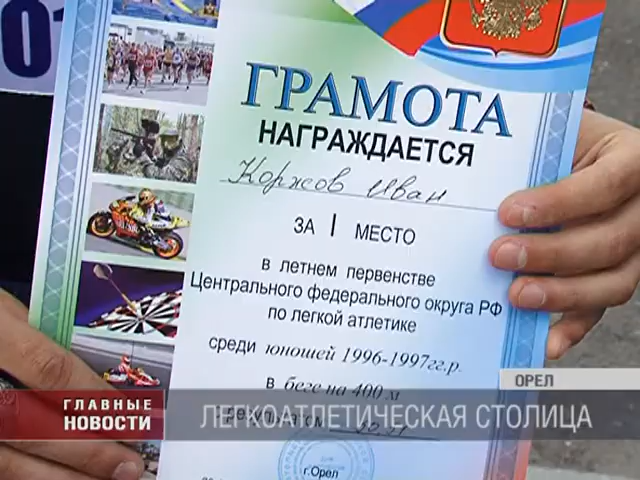 ГРАМОТА
НАГРАЖДАЕТСЯ
Коржов Иван
ЗА I МЕСТО
в летнем первенстве
Центрального федерального округа РФ
по легкой атлетике
среди юношей 1996-1997гг.р.
в беге на 400 м
ОРЕЛ
ГЛАВНЫЕ
НОВОСТИ
ЛЕГКОАТЛЕТИЧЕСКАЯ СТОЛИЦА
г.Орел